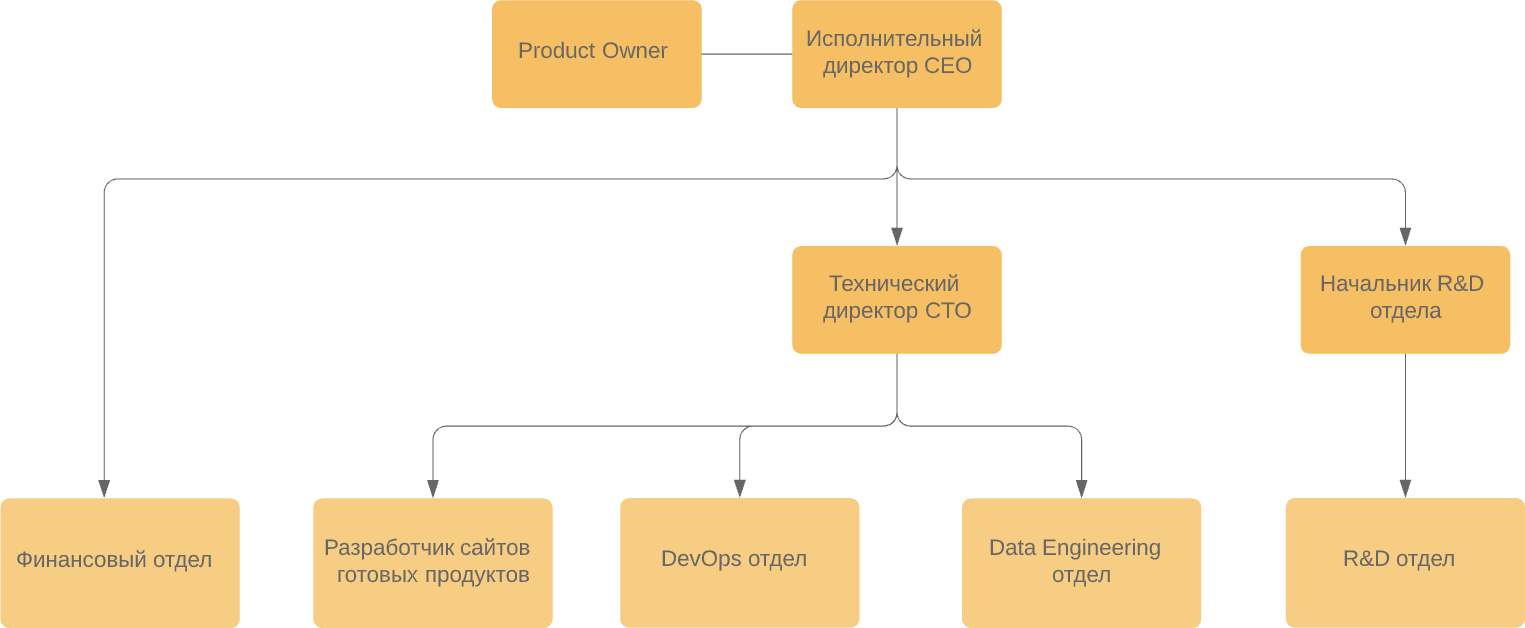 Product Owner
Исполнительный
директор CEO
Технический
директор CTO
Начальник R&D
отдела
Финансовый отдел
Разработчик сайтов
готовых продуктов
DevOps отдел
Data Engineering
отдел
R&D отдел